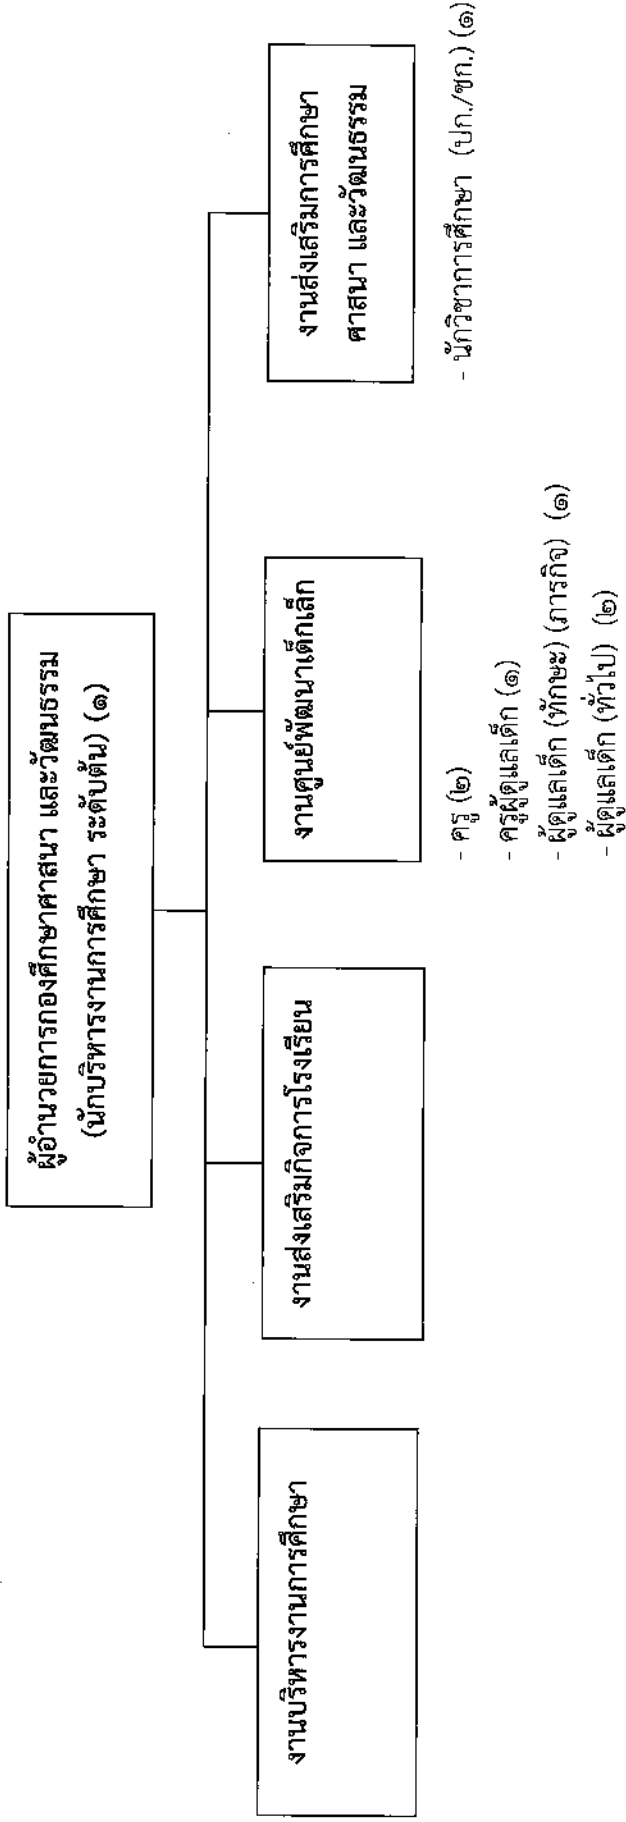 ผู้อำนวยการกองศึกษาศาสนา และวัฒนธรรม
(นักบริหารงานการศึกษา ระดับต้น) (๑)
งานบริหารงานการศึกษา
งานส่งเสริมกิจการโรงเรียน
งานศูนย์พัฒนาเด็กเล็ก
- ครู (๒)
- ครูผู้ดูแลเด็ก (๑)
- ผู้ดูแลเด็ก (ทักษะ) (ภารกิจ) (๑)
- ผู้ดูแลเด็ก (ทั่วไป) (๒)
งานส่งเสริมการศึกษา
ศาสนา และวัฒนธรรม
- นักวิชาการศึกษา (ปก./ชก.) (๑)